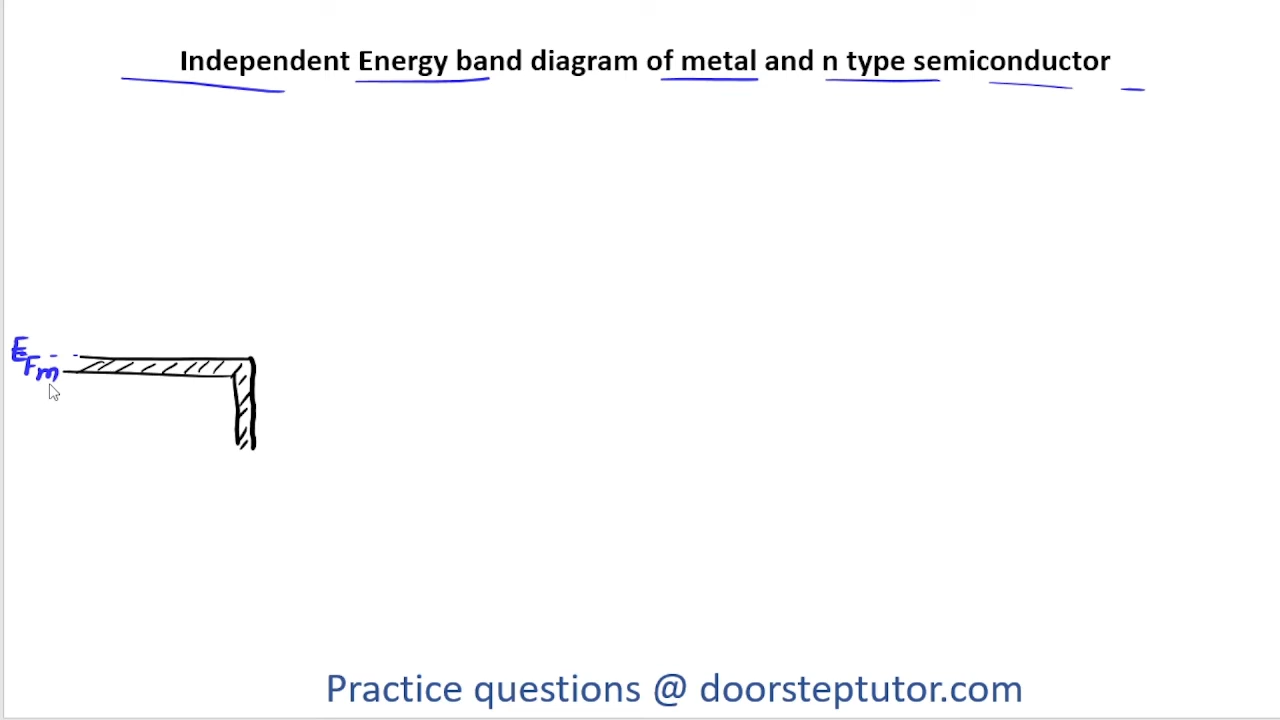 Independent Energy band diagram of metal and n type semiconductor
EFm
Practice questions @ doorsteptutor.com